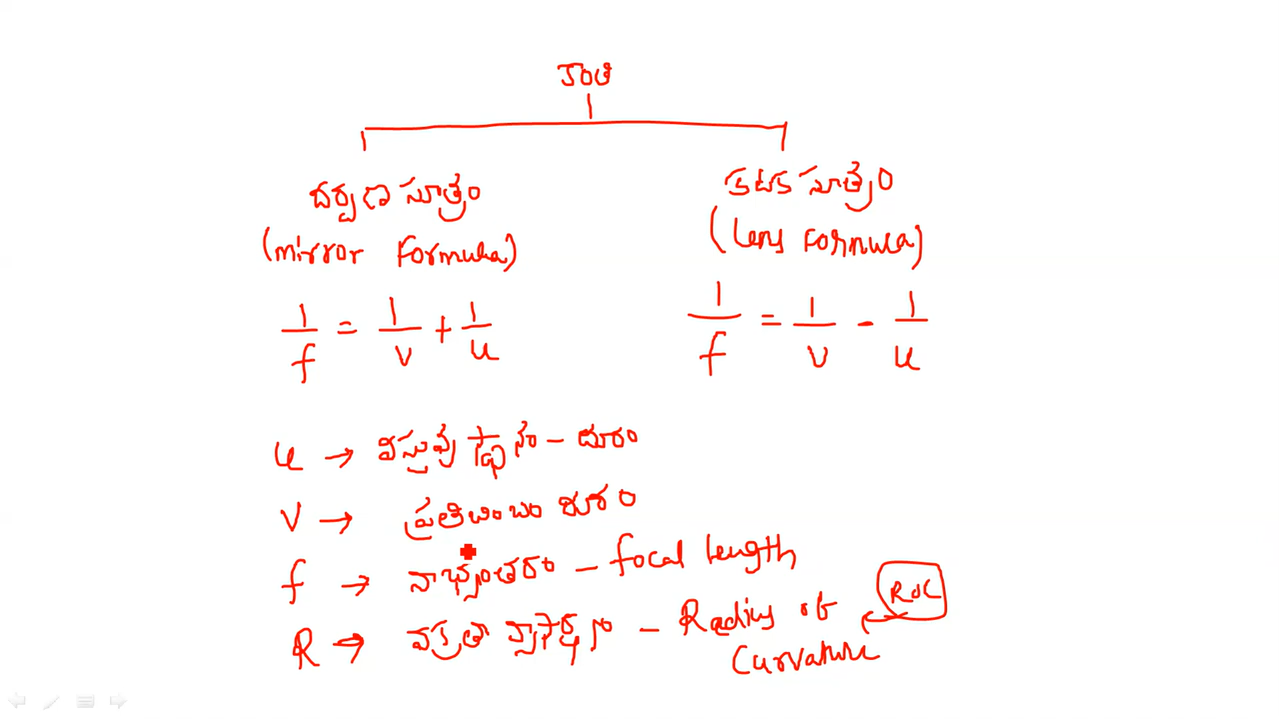 కాంతి
దర్పణ సూత్రం
(mirror formula)
1/f = 1/v + 1/u
కటక సూత్రం
(Lens formula)
1/f = 1/v - 1/u
u → వస్తువు స్థానం - దూరం
v → ప్రతిబింబం దూరం
f → నాభ్యంతరం - focal length
R → వక్రతా వ్యాసార్థం - Radius of
Curvature
ROC